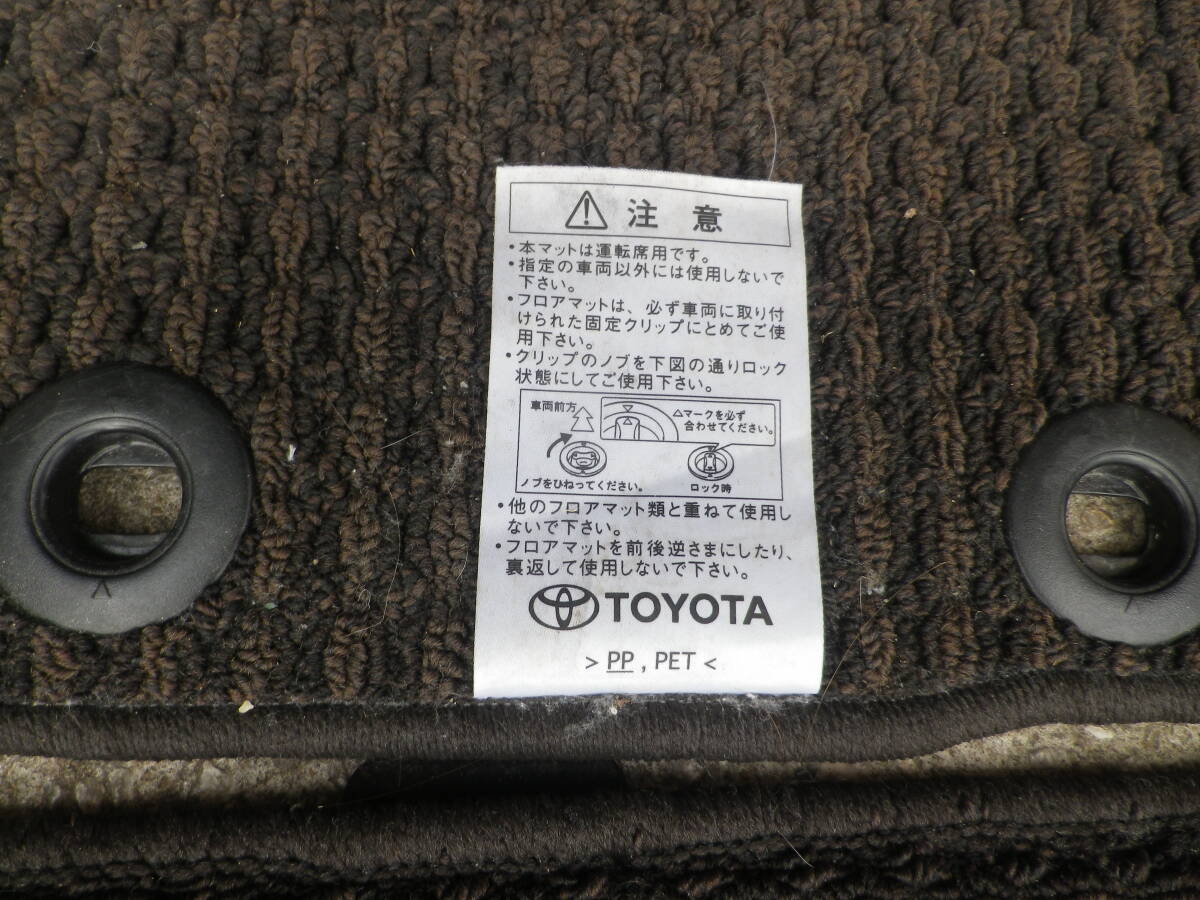 注 意
・本マットは運転席用です。
・指定の車両以外には使用しないで
下さい。
・フロアマットは、必ず車両に取り付
けられた固定クリップにとめてご使
用下さい。
・クリップのノブを下図の通りロック
状態にしてご使用下さい。
車両前方
△マークを必ず
合わせてください。
ノブをひねってください。
ロック時
・他のフロアマット類と重ねて使用し
ないで下さい。
・フロアマットを前後逆さまにしたり、
裏返して使用しないで下さい。
TOYOTA
> PP , PET <